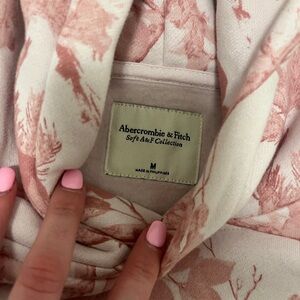 Abercrombie & Fitch
Soft A&F Collection
M
MADE IN PHILIPPINES